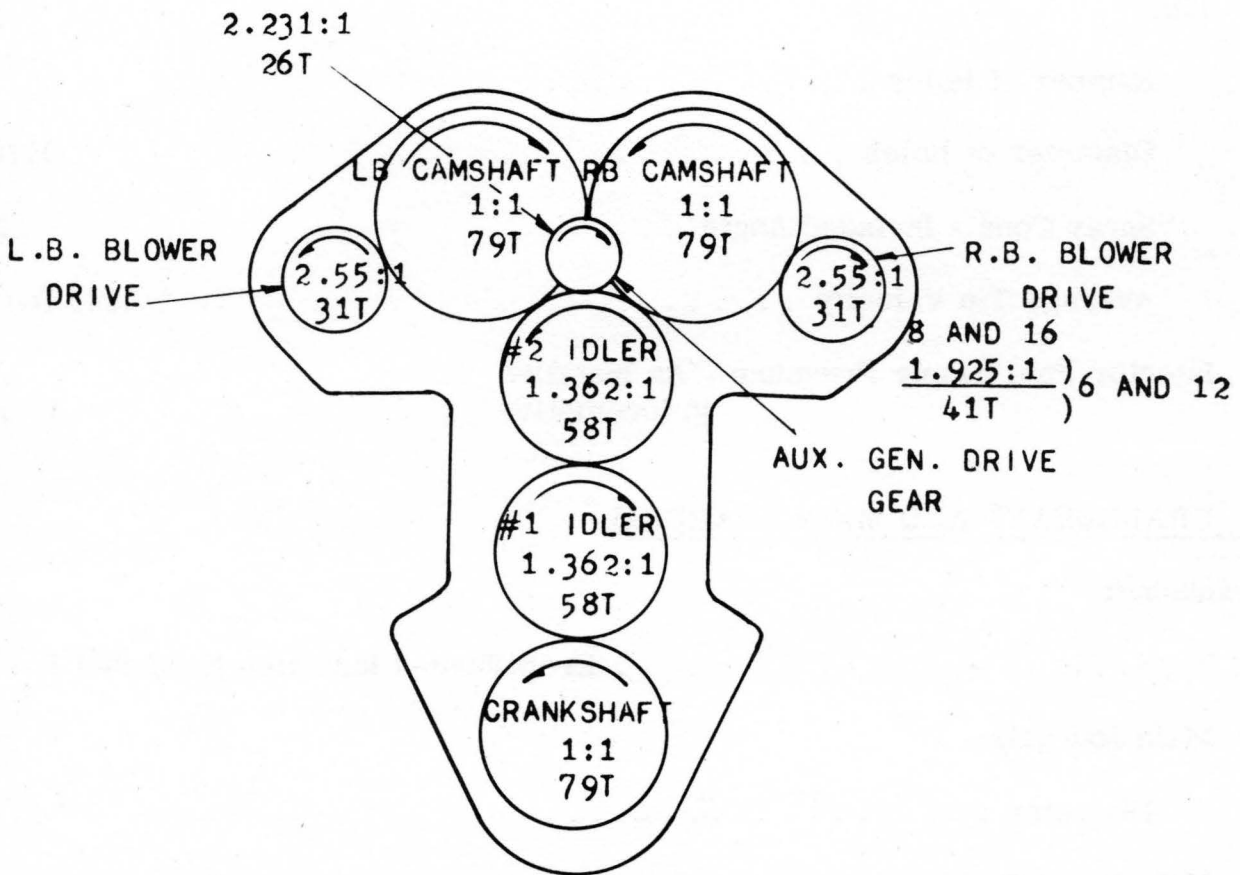 2.231:1
26T
LB CAMSHAFT
1:1
79T
RB CAMSHAFT
1:1
79T
L.B. BLOWER
DRIVE
2.55:1
31T
2.55:1
31T
R.B. BLOWER
DRIVE
8 AND 16
1.925:1 )
41T )
6 AND 12
#2 IDLER
1.362:1
58T
AUX. GEN. DRIVE
GEAR
#1 IDLER
1.362:1
58T
CRANKSHAFT
1:1
79T